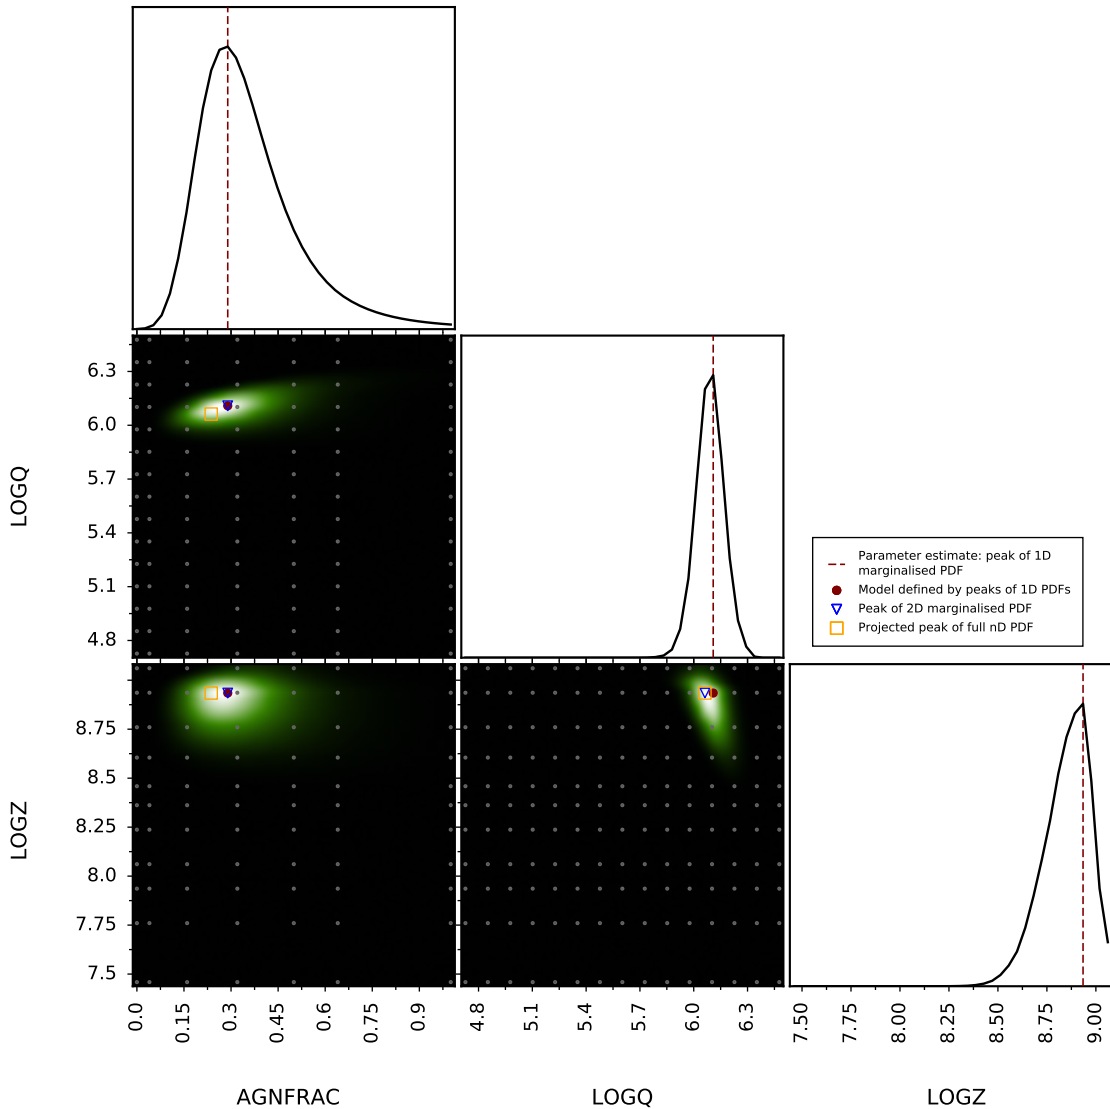 6.3
6.0
5.7
5.4
5.1
4.8
LOGQ
Parameter estimate: peak of 1D
marginalised PDF
Model defined by peaks of 1D PDFs
Peak of 2D marginalised PDF
Projected peak of full nD PDF
8.75
8.5
8.25
8.0
7.75
7.5
LOGZ
0.0 0.15 0.3 0.45 0.6 0.75 0.9
4.8 5.1 5.4 5.7 6.0 6.3
7.50 7.75 8.00 8.25 8.50 8.75 9.00
AGNFRAC LOGQ LOGZ